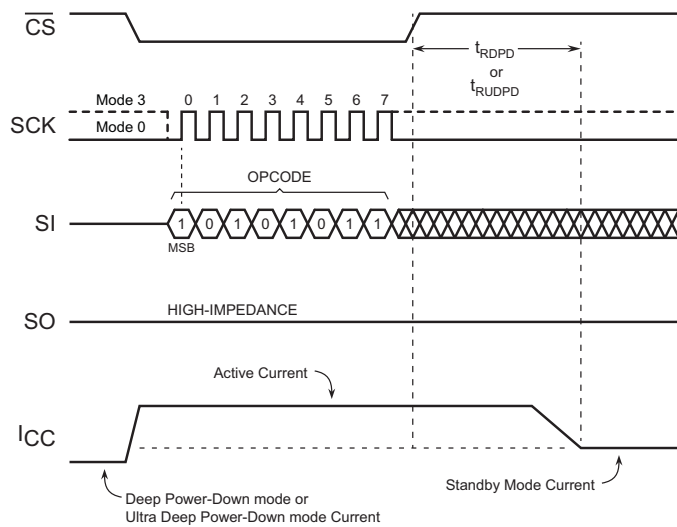 CS
tRDPD
or
tRUDPD
Mode 3
0 1 2 3 4 5 6 7
SCK
Mode 0
OPCODE
SI
1 0 1 0 1 0 1 1
MSB
HIGH-IMPEDANCE
SO
Active Current
ICC
Standby Mode Current
Deep Power-Down mode or
Ultra Deep Power-Down mode Current